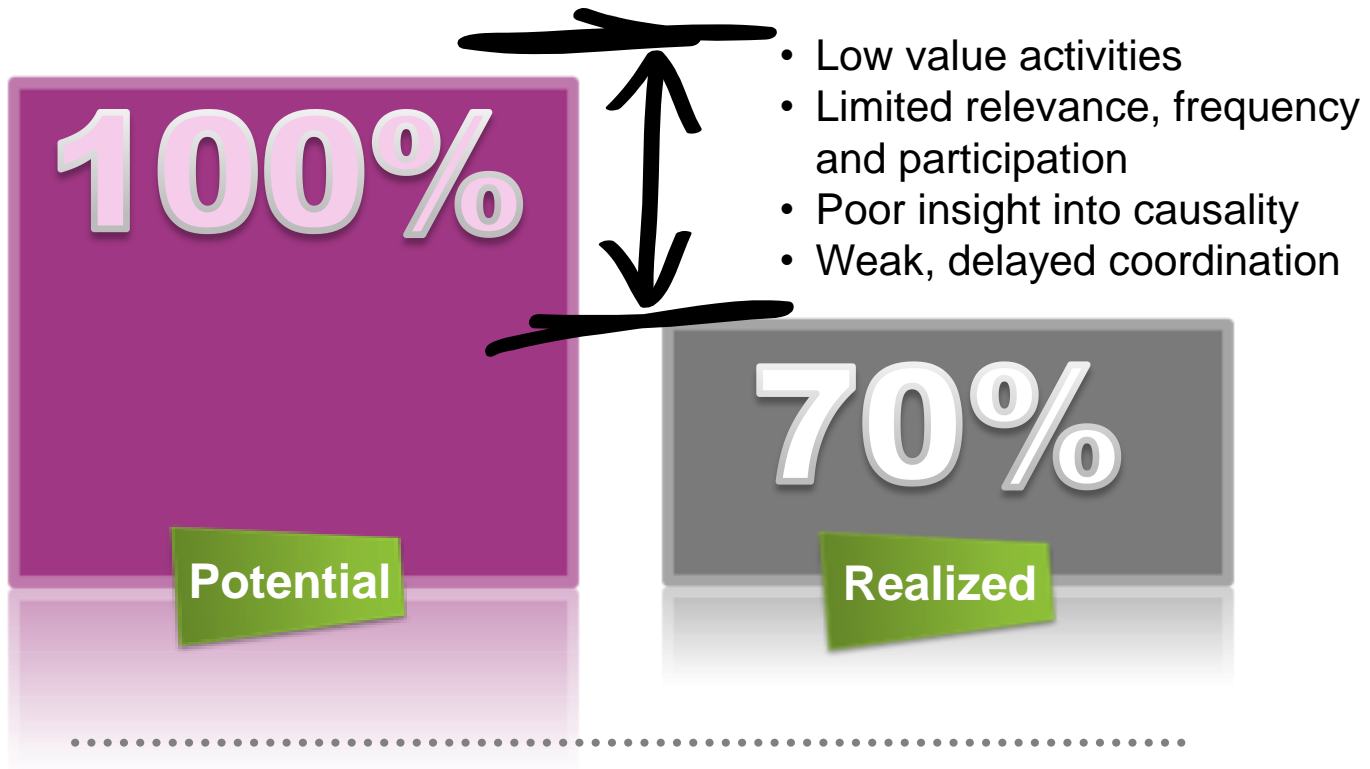 100%
• Low value activities
• Limited relevance, frequency
and participation
• Poor insight into causality
• Weak, delayed coordination
70%
Potential
Realized